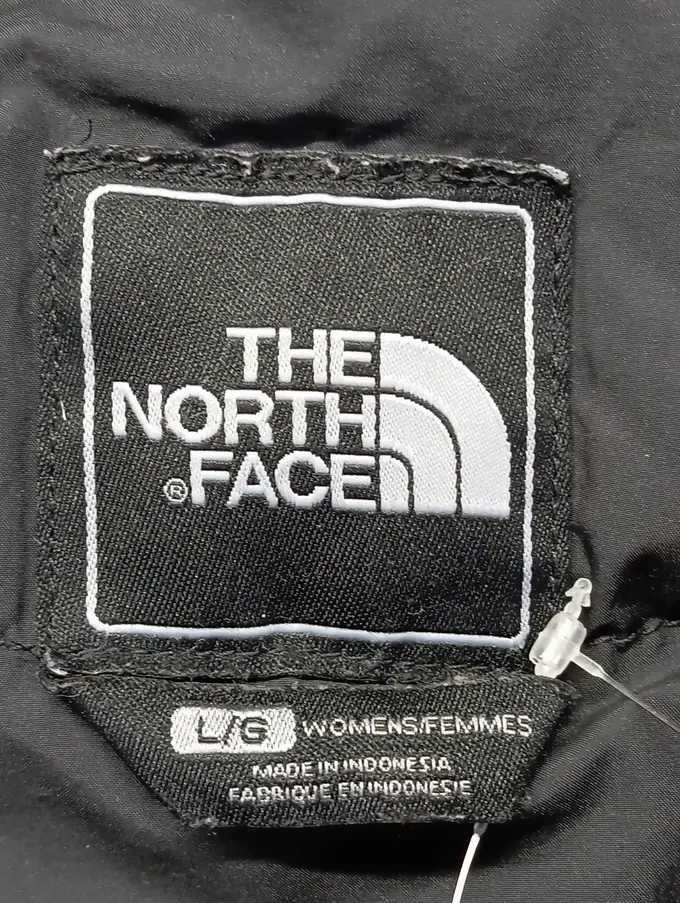 THE
NORTH
® FACE
L/G WOMENS/FEMMES
MADE IN INDONESIA
FABRIQUE EN INDONESIE